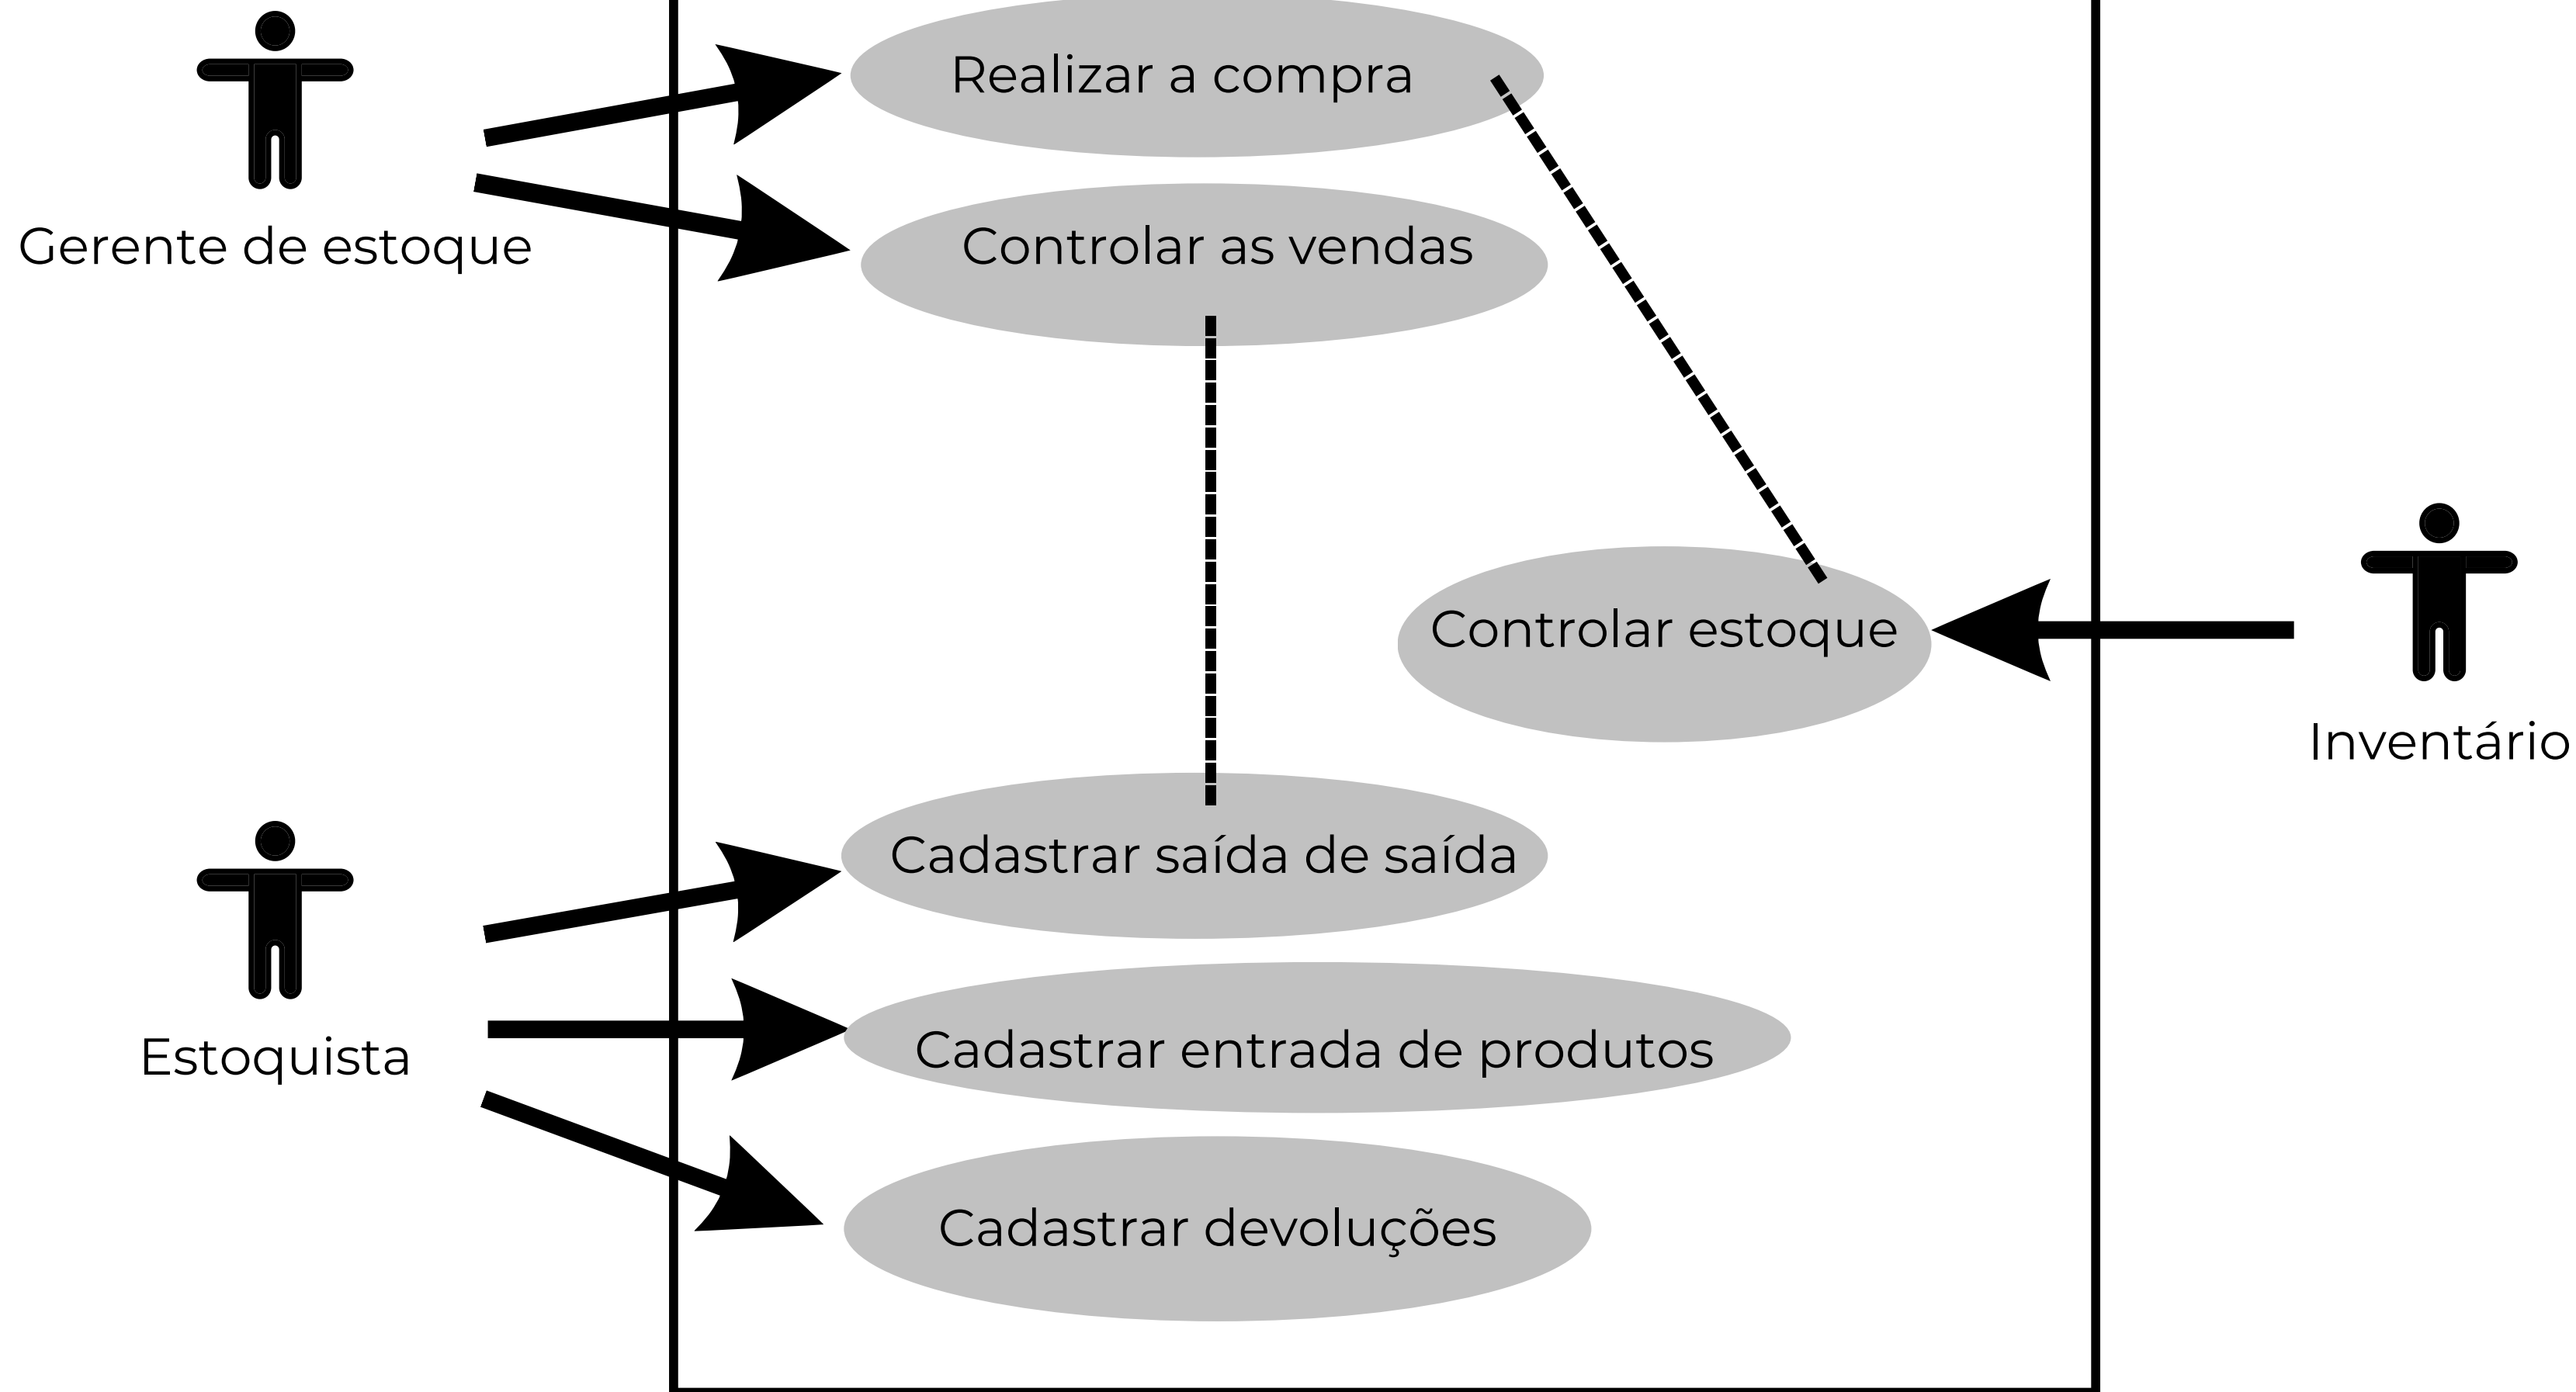 Realizar a compra
Gerente de estoque
Controlar as vendas
Controlar estoque
Inventário
Cadastrar saída de saída
Estoquista
Cadastrar entrada de produtos
Cadastrar devoluções